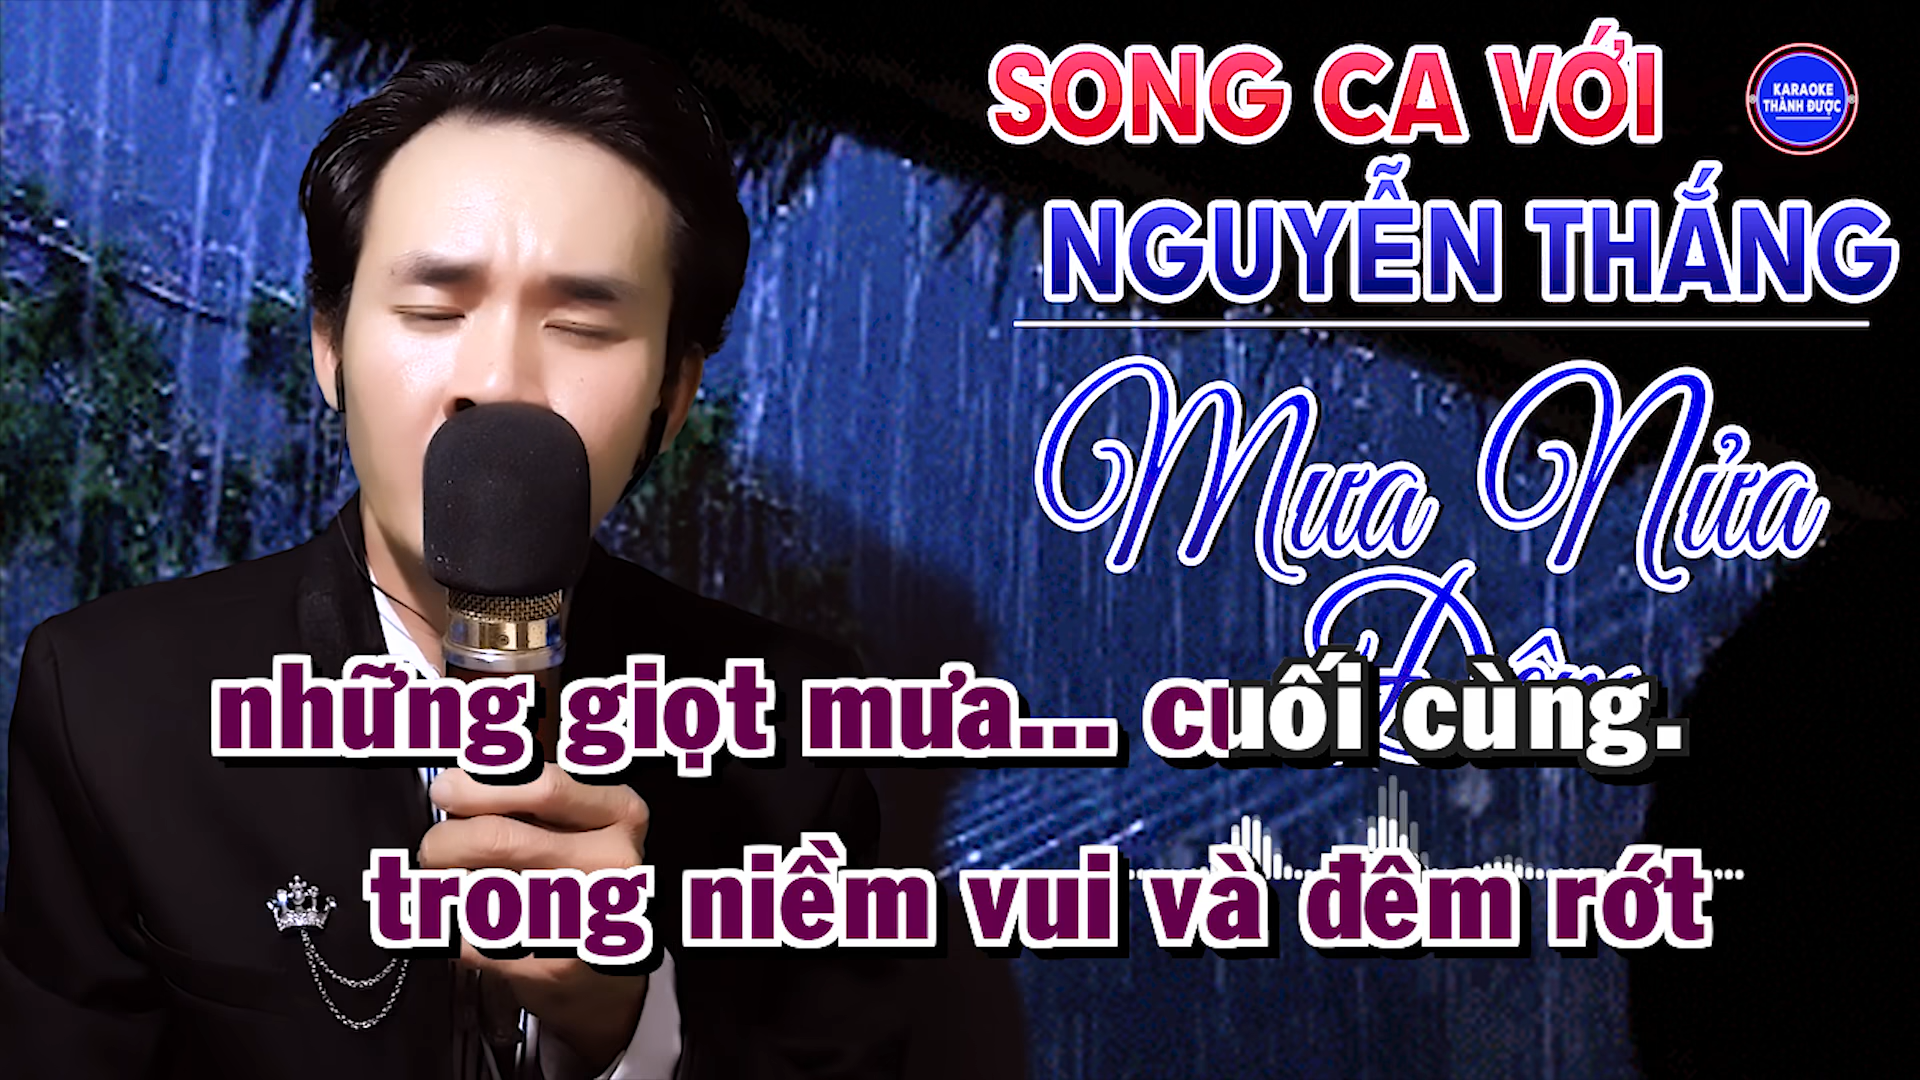 SONG CA VỚI
KARAOKE
THÀNH ĐƯỢC
NGUYỄN THẮNG
Mưa Nửa
Đêm
những giọt mưa... cuối cùng.
trong niềm vui và đêm rớt